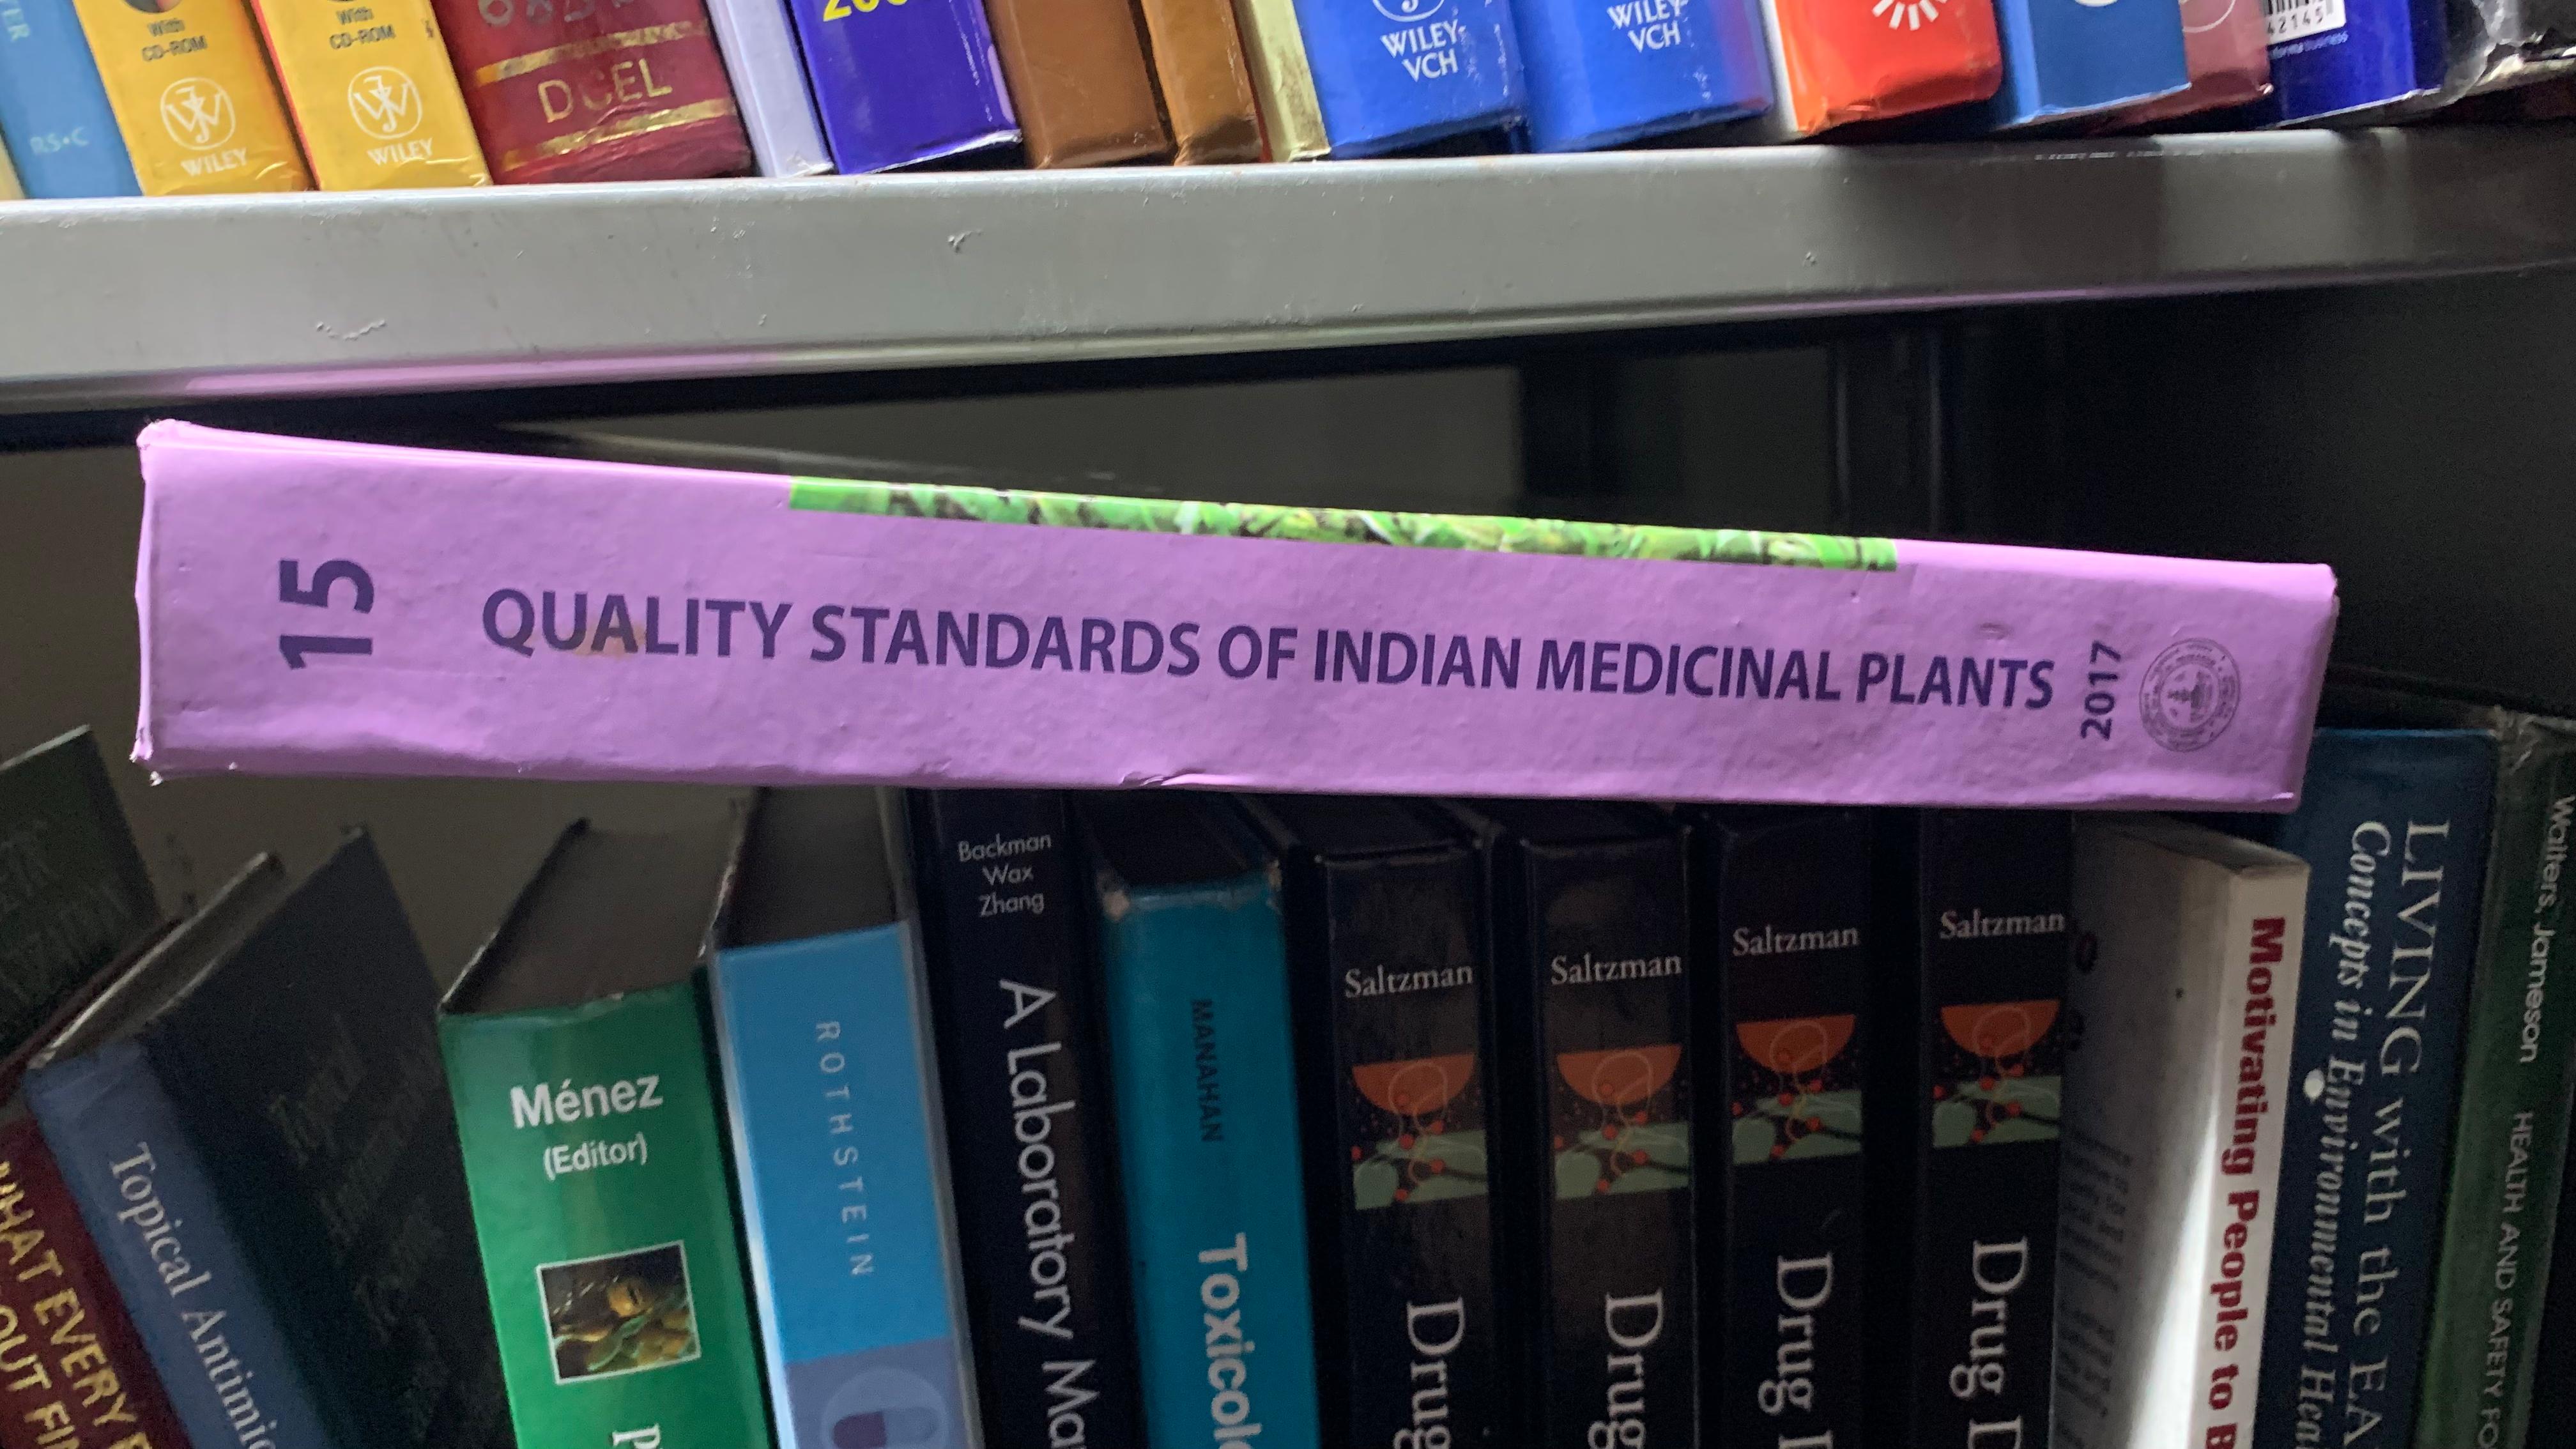 With
CD-ROM
WILEY
With
CD-ROM
WILEY
WILEY-
VCH
WILEY-
VCH
42145
15
QUALITY STANDARDS OF INDIAN MEDICINAL PLANTS
2017
Topical
Ménez
(Editor)
ROTHSTEIN
Backman
Wax
Zhang
A Laboratory
MANAHAN
Saltzman
Drug
Saltzman
Drug
Saltzman
Drug
Saltzman
Drug
Motivating People to
LIVING with the
Concepts in Environmental
Walters, Jameson HEALTH AND SAFETY